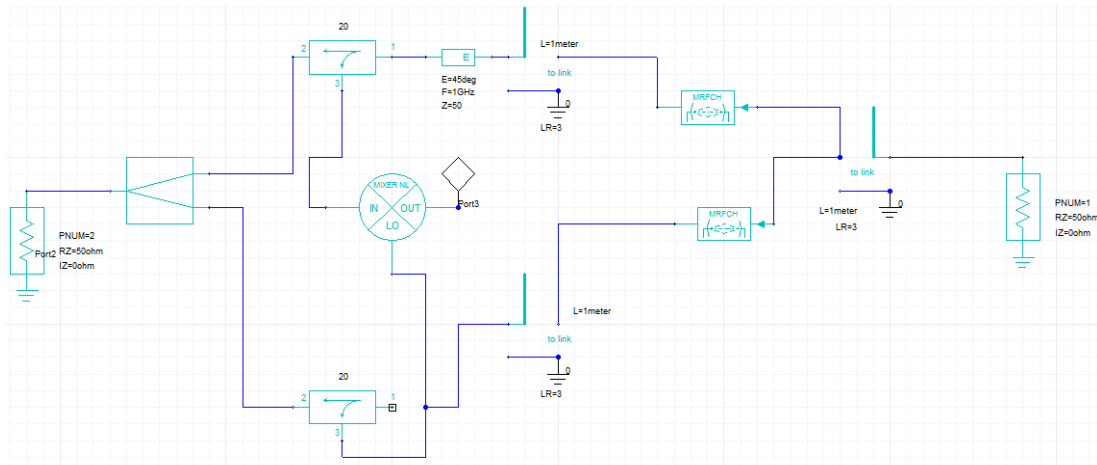 20
2
1
3
E
E=45deg
F=1GHz
Z=50
L=1meter
to link
0
LR=3
MRFCH
to link
0
L=1meter
LR=3
PNUM=1
RZ=50ohm
IZ=0ohm
MIXER NL
IN
OUT
LO
Port3
PNUM=2
Port2
RZ=50ohm
IZ=0ohm
MRFCH
L=1meter
to link
0
LR=3
20
2
1
3